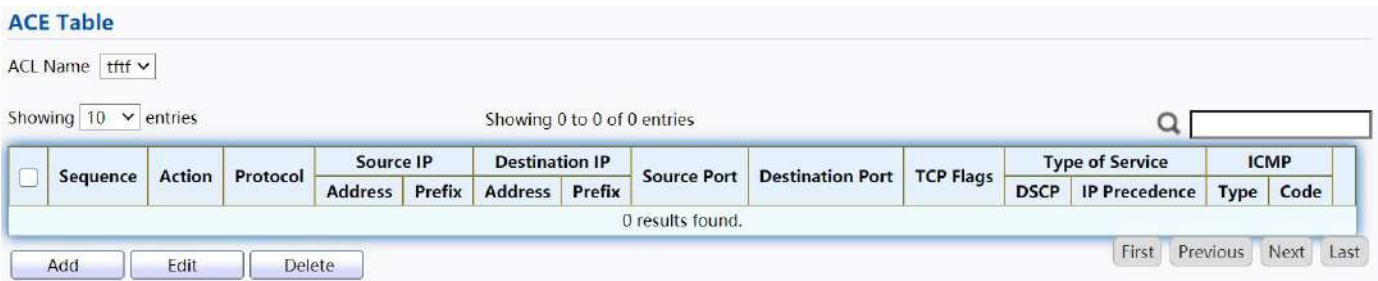 ACE Table
ACL Name tftf
Showing 10 entries Showing 0 to 0 of 0 entries
Sequence Action Protocol Source IP Destination IP Source Port Destination Port TCP Flags Type of Service ICMP
Address Prefix Address Prefix DSCP IP Precedence Type Code
0 results found.
Add Edit Delete First Previous Next Last